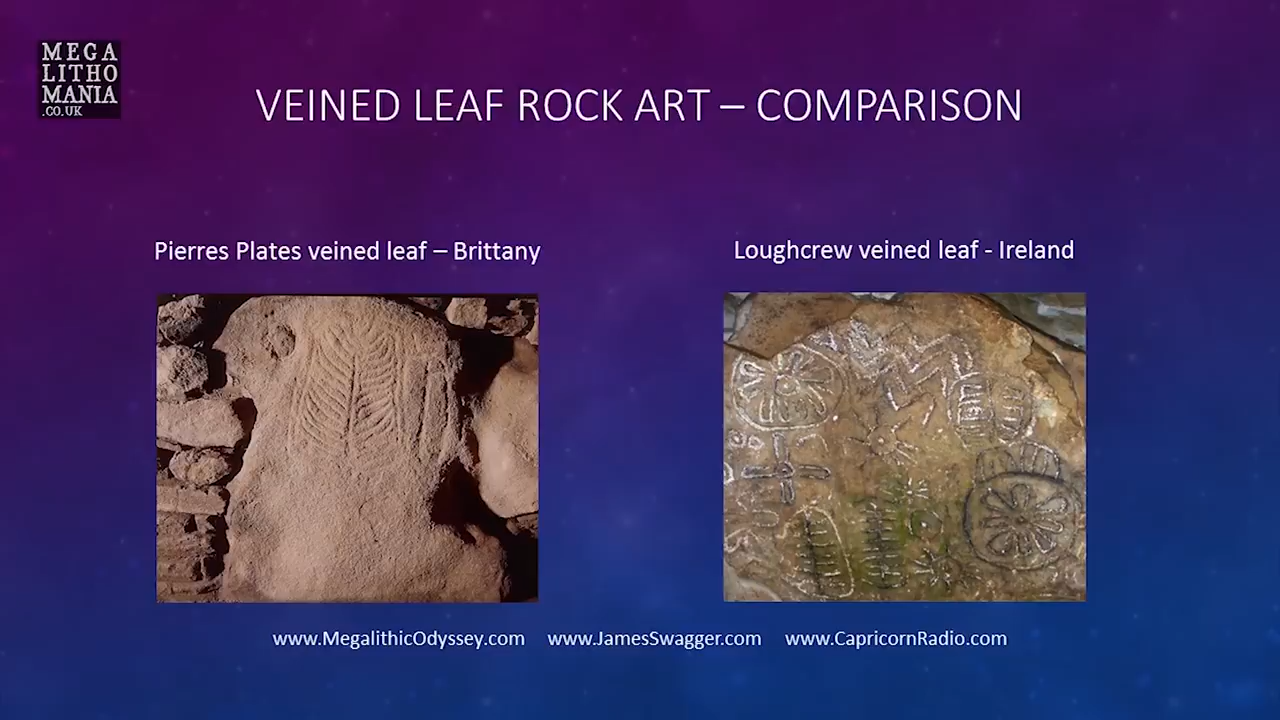 MEGA
LITHO
MANIA
.CO.UK
VEINED LEAF ROCK ART – COMPARISON
Pierres Plates veined leaf – Brittany
Loughcrew veined leaf - Ireland
www.MegalithicOdyssey.com www.JamesSwagger.com www.CapricornRadio.com